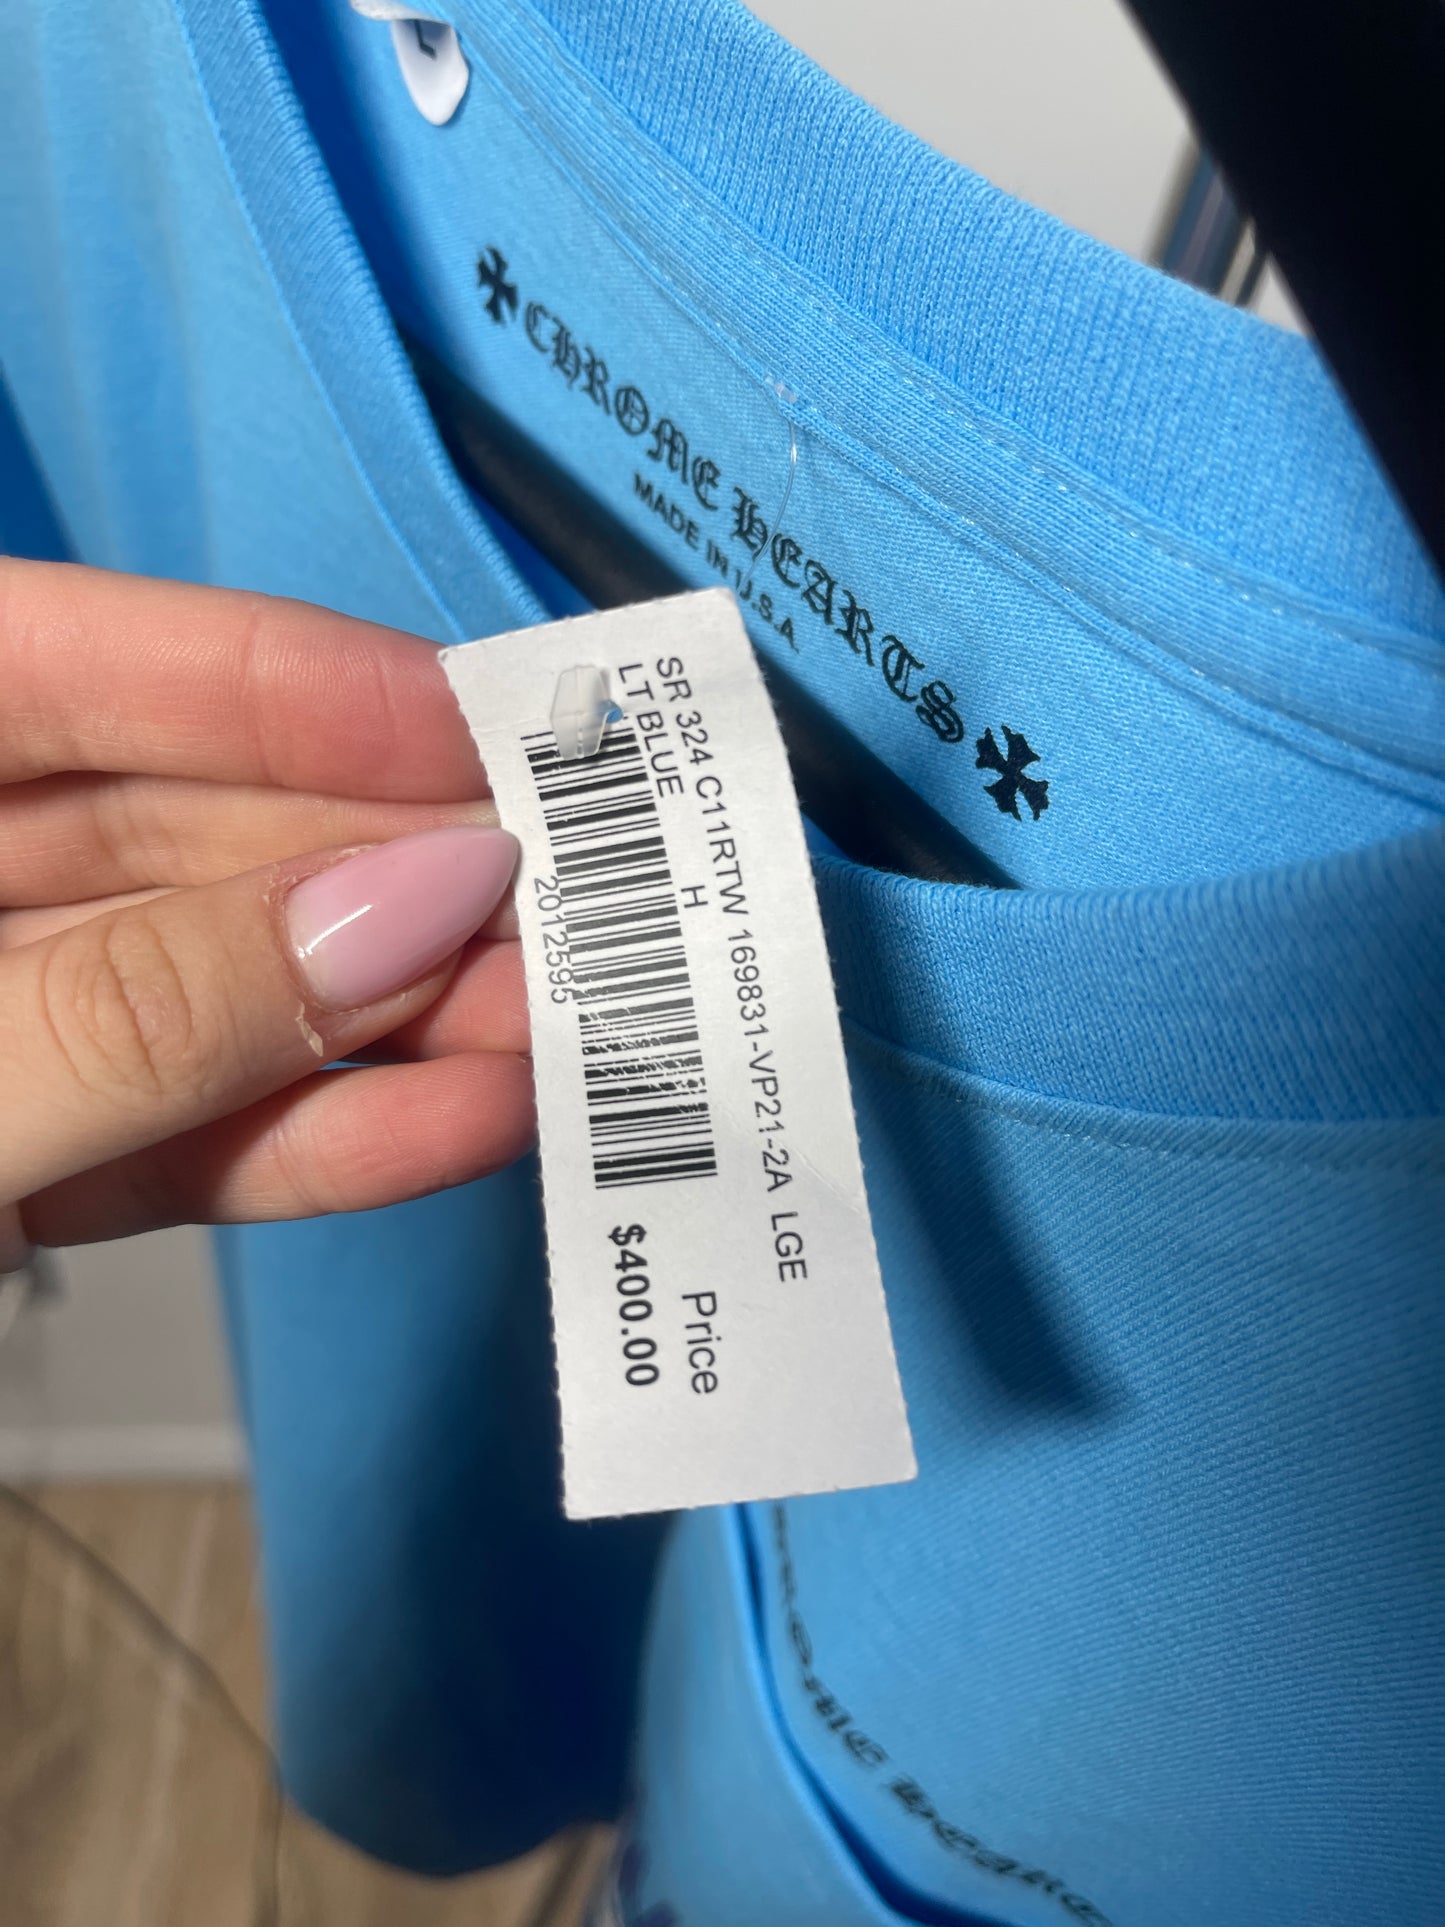 CHROME HEARTS
MADE IN U.S.A.
SR 324 C11RTW 169831-VP21-2A LGE
LT BLUE
H
2012595
Price
$400.00